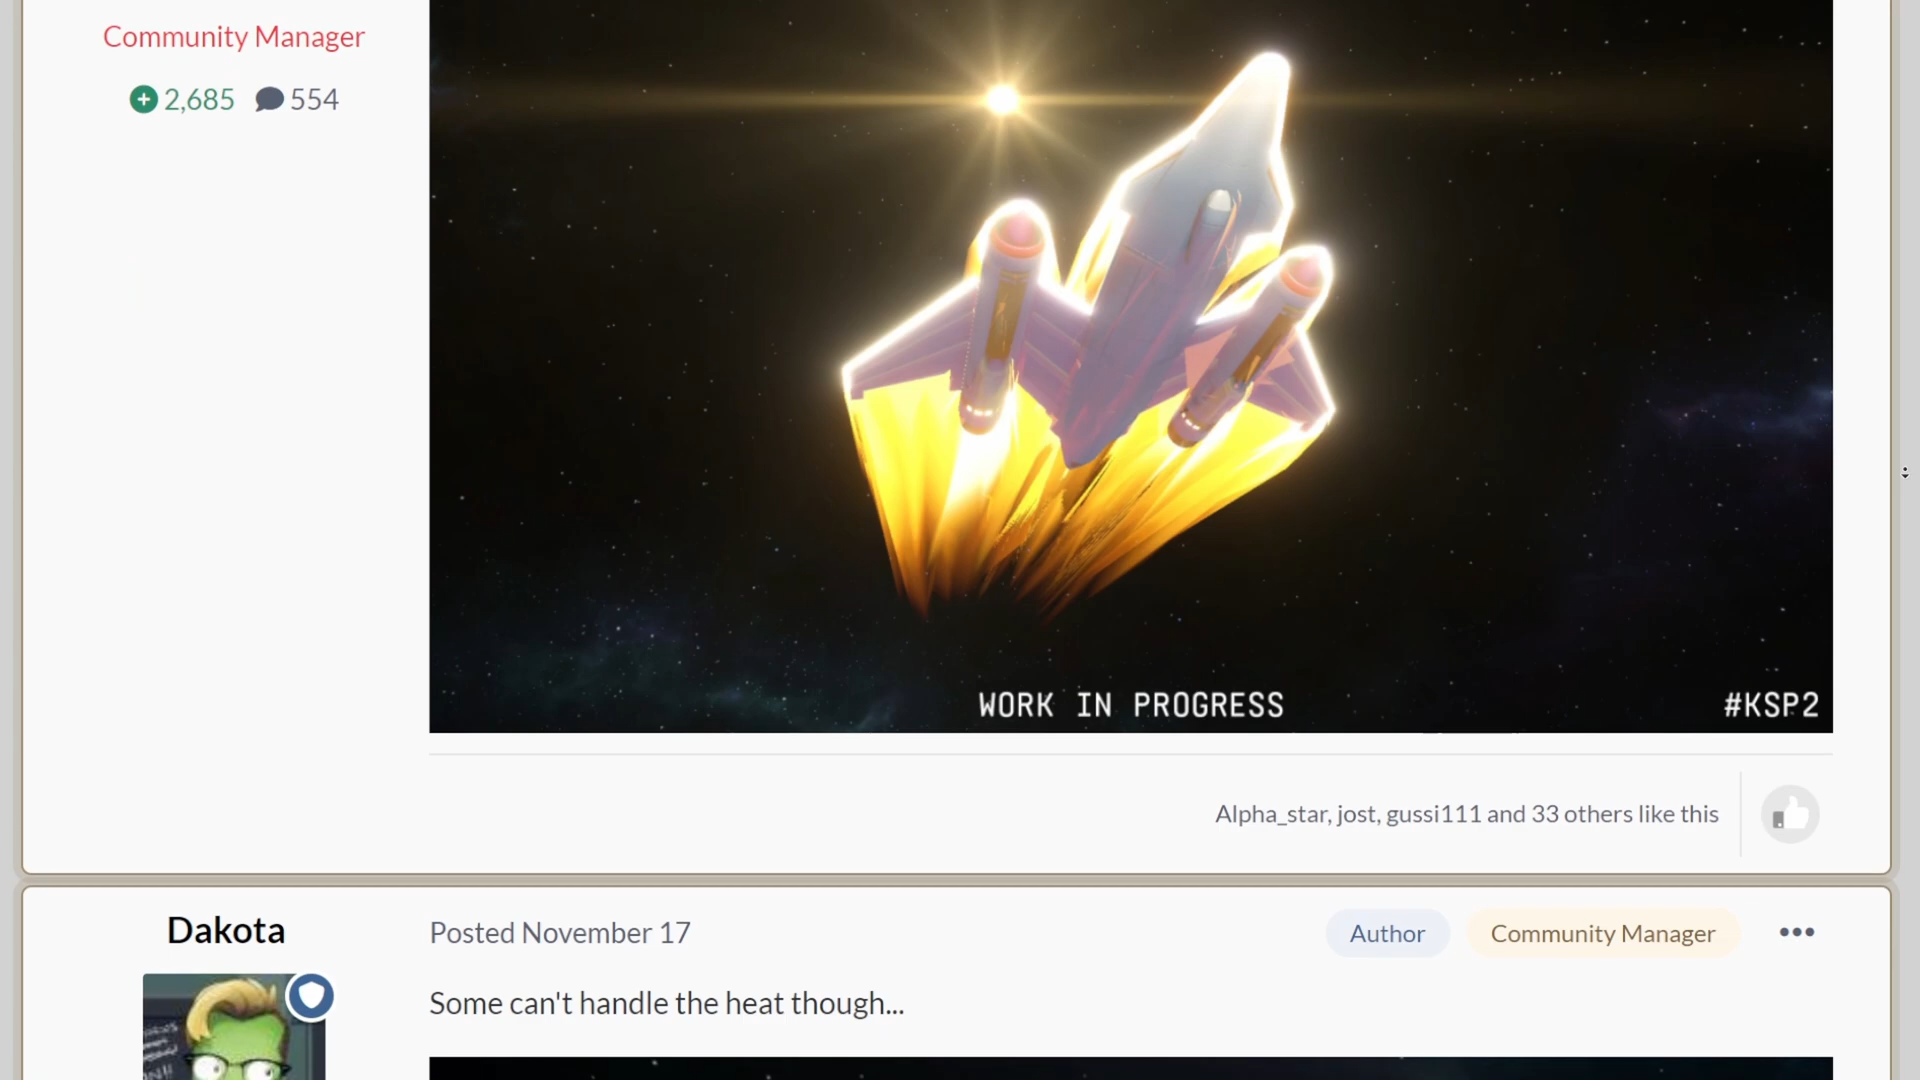 Community Manager
2,685 554
WORK IN PROGRESS
#KSP2
Alpha_star, jost, gussi111 and 33 others like this
Dakota
Posted November 17
Author
Community Manager
Some can't handle the heat though...